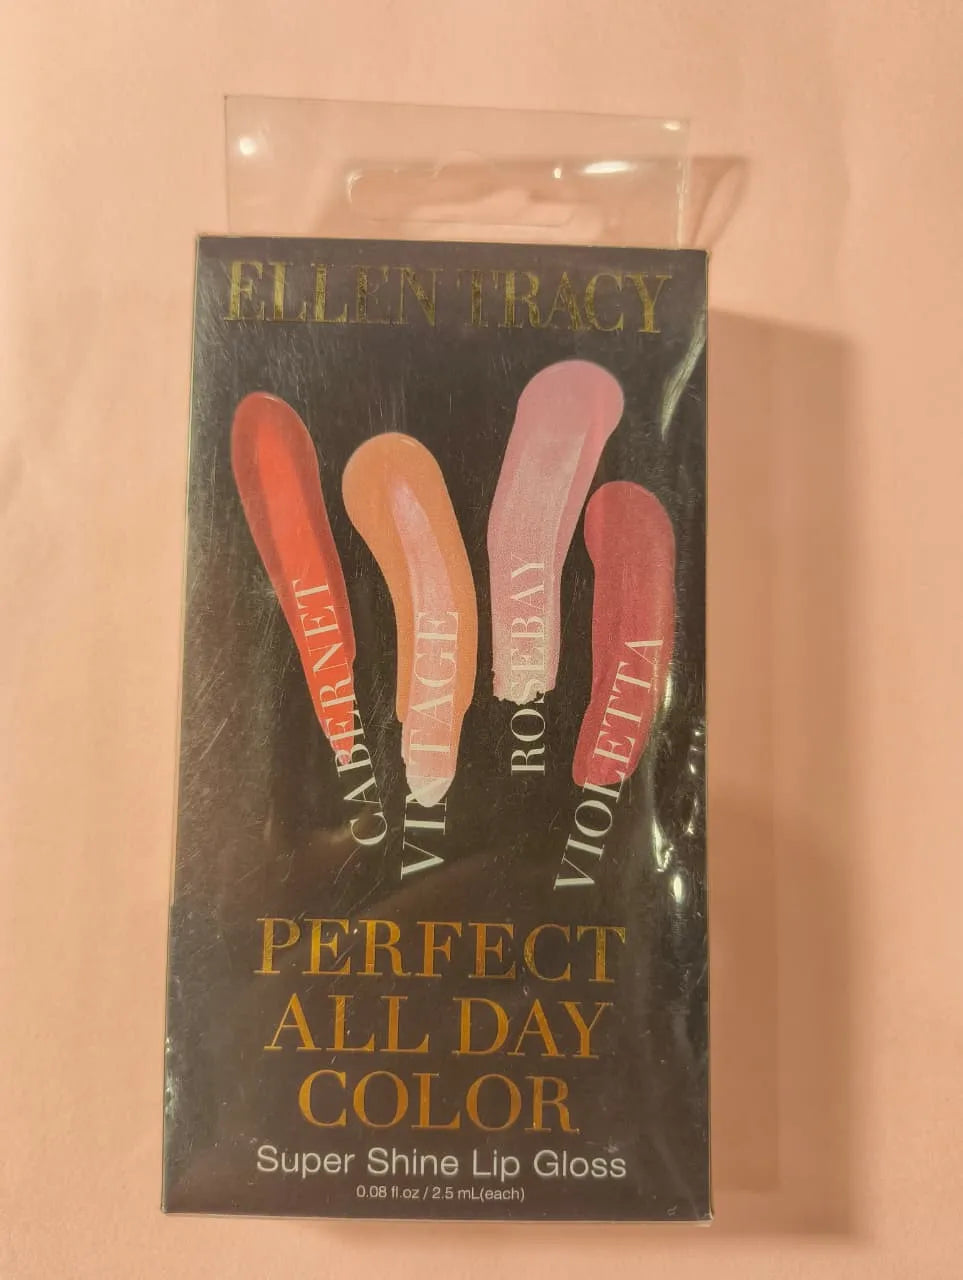 ELLEN TRACY
CABERNET
VINTAGE
ROSEBAY
VIOLETTA
PERFECT
ALL DAY
COLOR
Super Shine Lip Gloss
0.08 fl.oz / 2.5 mL(each)